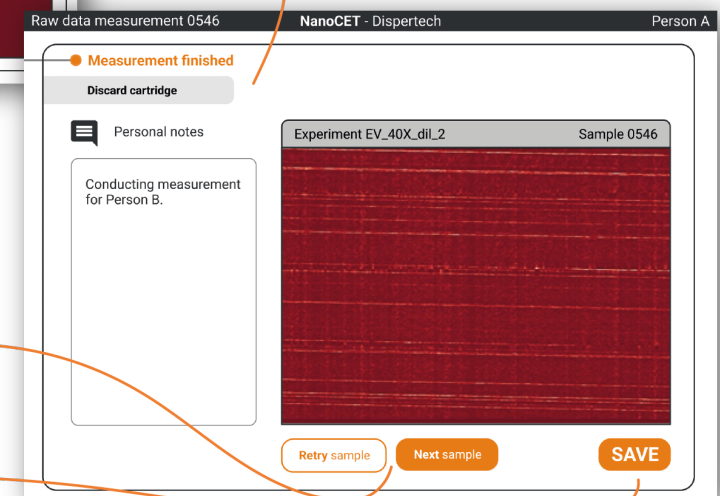 Raw data measurement 0546 NanoCET - Dispertech Person A
Measurement finished
Discard cartridge
Personal notes
Conducting measurement
for Person B.
Experiment EV_40X_dil_2 Sample 0546
Retry sample Next sample SAVE